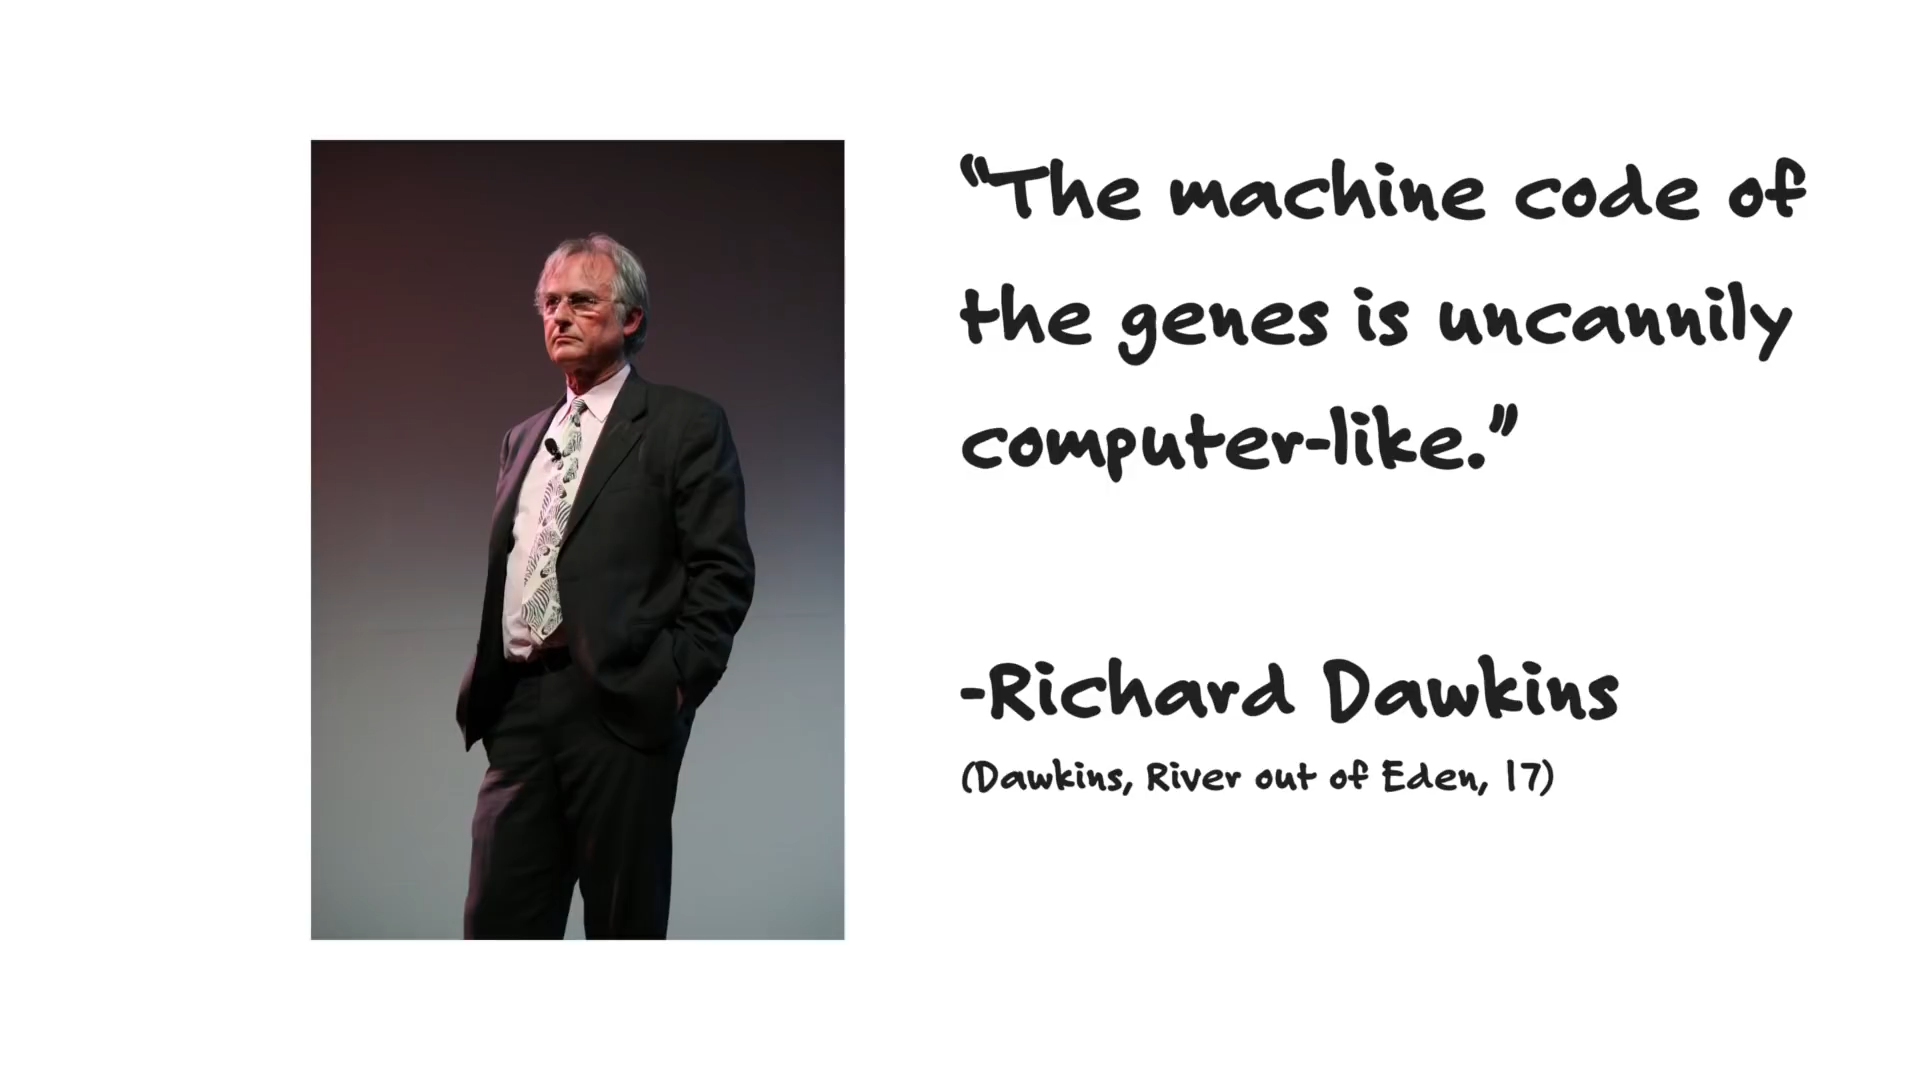 “The machine code of
the genes is uncannily
computer-like.”
-Richard Dawkins
(Dawkins, River out of Eden, 17)